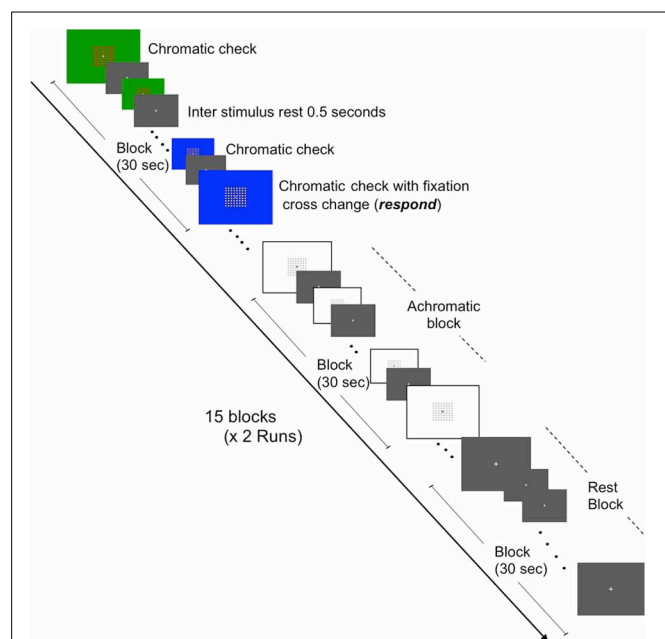 Chromatic check
Inter stimulus rest 0.5 seconds
Block
(30 sec)
Chromatic check
Chromatic check with fixation
cross change (respond)
Achromatic
block
Block
(30 sec)
15 blocks
(x 2 Runs)
Rest
Block
Block
(30 sec)